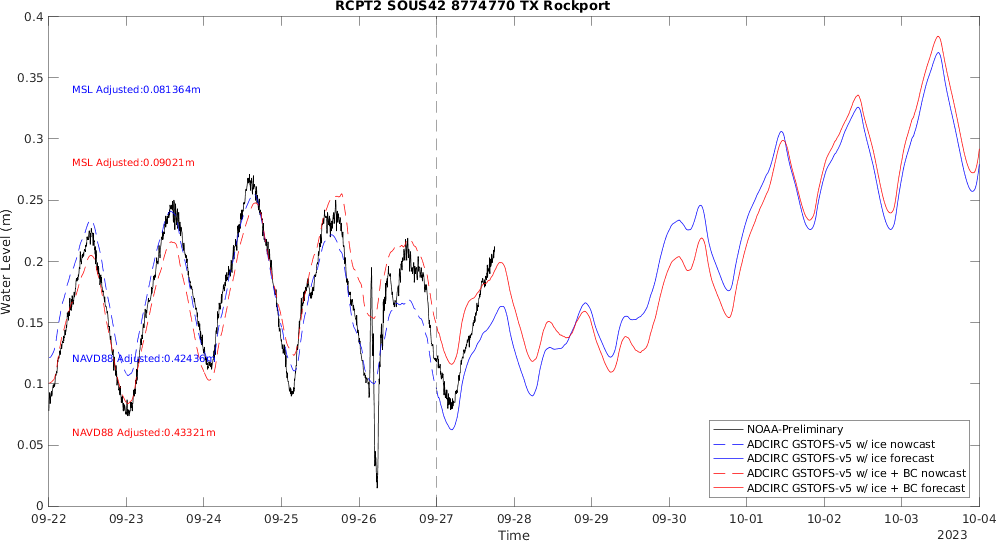 RCPT2 SOUS42 8774770 TX Rockport
0.4
0.35
0.3
0.25
0.2
0.15
0.1
0.05
0
Water Level (m)
MSL Adjusted:0.081364m
MSL Adjusted:0.09021m
NAVD88 Adjusted:0.42436m
NAVD88 Adjusted:0.43321m
NOAA-Preliminary
ADCIRC GSTOFS-v5 w/ ice nowcast
ADCIRC GSTOFS-v5 w/ ice forecast
ADCIRC GSTOFS-v5 w/ ice + BC nowcast
ADCIRC GSTOFS-v5 w/ ice + BC forecast
09-22 09-23 09-24 09-25 09-26 09-27 09-28 09-29 09-30 10-01 10-02 10-03 10-04
Time
2023